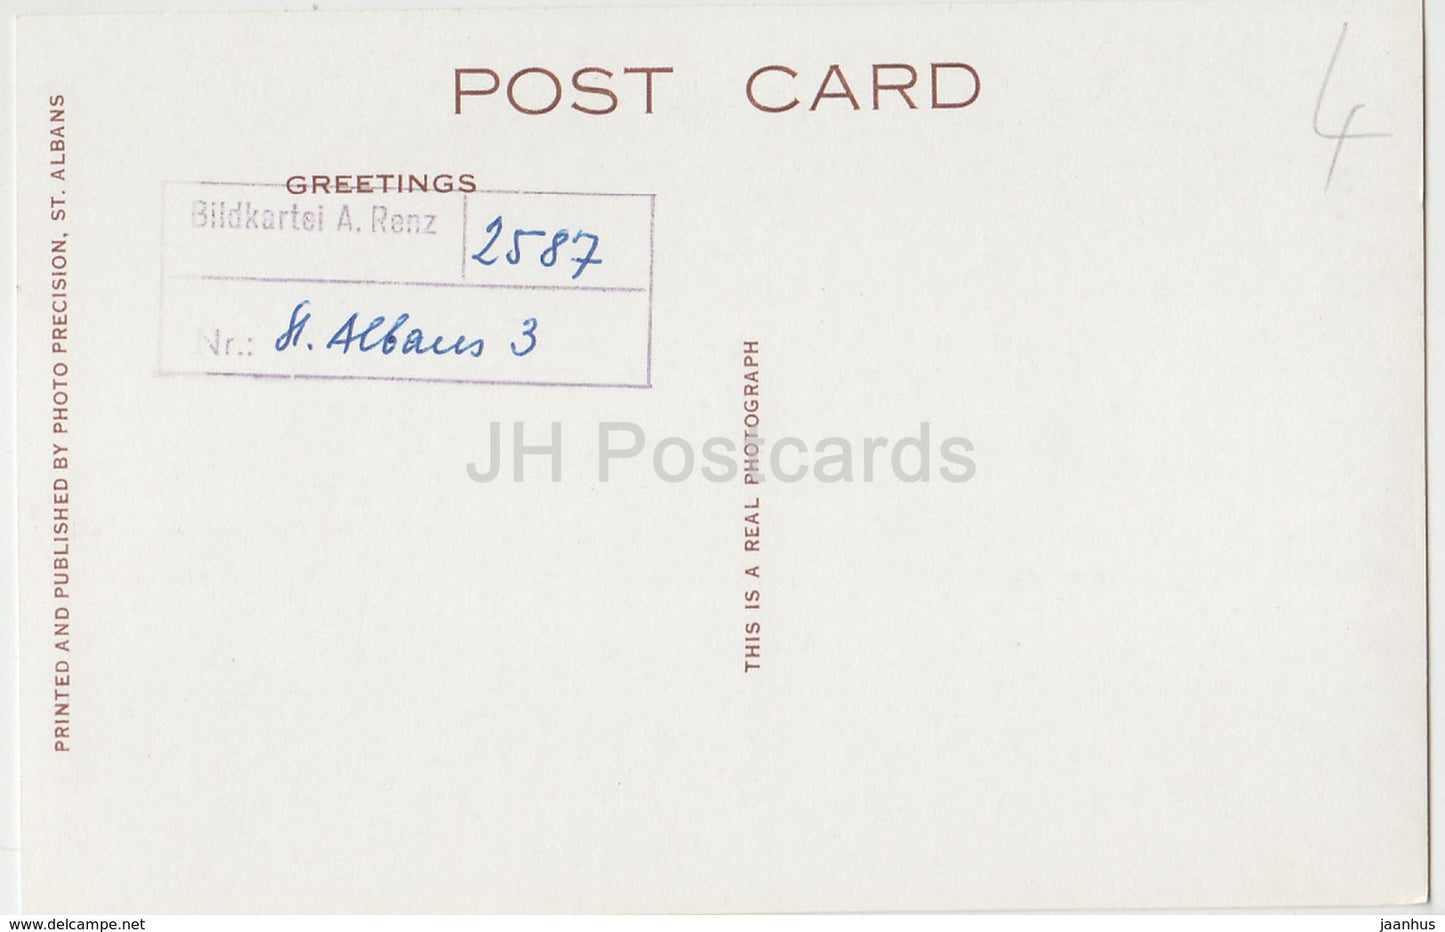 POST CARD
4
GREETINGS
Bildkartei A. Renz
2587
Nr.: St. Albans 3
PRINTED AND PUBLISHED BY PHOTO PRECISION, ST. ALBANS
THIS IS A REAL PHOTOGRAPH
JH Postcards
www.delcampe.net
jaanhus